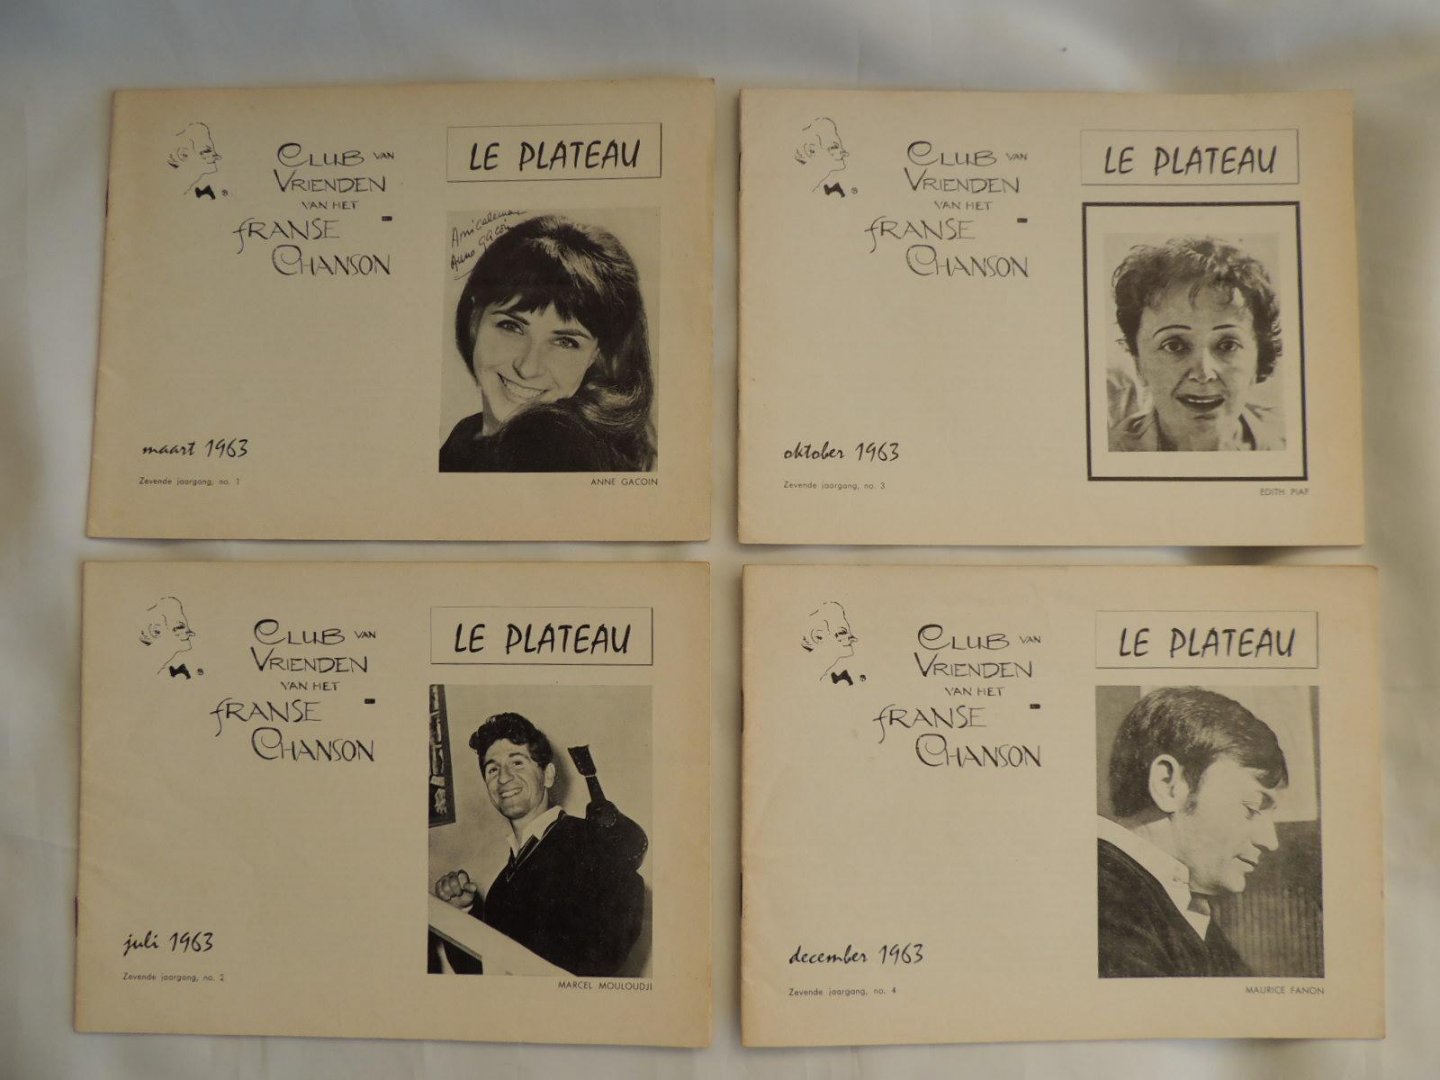 CLUB VAN
VRIENDEN
VAN HET
FRANSE -
CHANSON
LE PLATEAU
Amicalement
Anne Gacoin
maart 1963
Zevende jaargang, no. 1
ANNE GACOIN
CLUB VAN
VRIENDEN
VAN HET
FRANSE -
CHANSON
LE PLATEAU
oktober 1963
Zevende jaargang, no. 3
EDITH PIAF
CLUB VAN
VRIENDEN
VAN HET
FRANSE -
CHANSON
LE PLATEAU
juli 1963
Zevende jaargang, no. 2
MARCEL MOULOUDJI
CLUB VAN
VRIENDEN
VAN HET
FRANSE -
CHANSON
LE PLATEAU
december 1963
Zevende jaargang, no. 4
MAURICE FANON